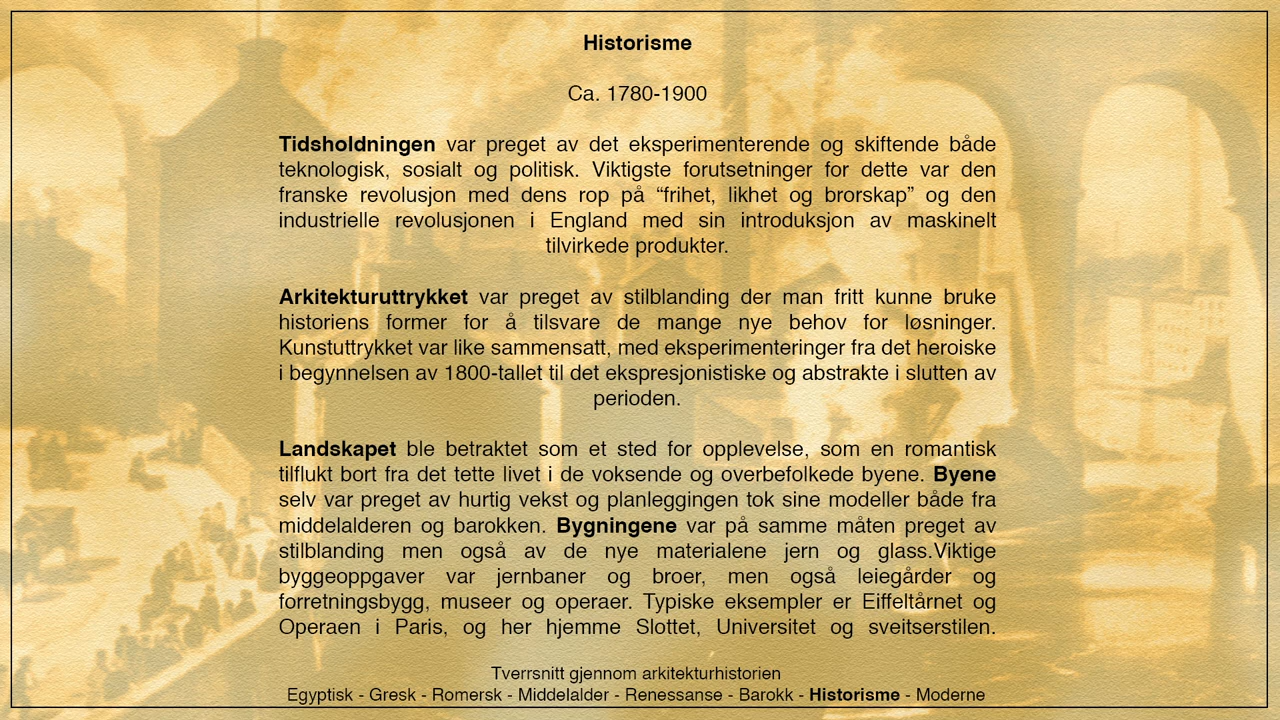 Historisme
Ca. 1780-1900
Tidsholdningen var preget av det eksperimenterende og skiftende både
teknologisk, sosialt og politisk. Viktigste forutsetninger for dette var den
franske revolusjon med dens rop på “frihet, likhet og brorskap” og den
industrielle revolusjonen i England med sin introduksjon av maskinelt
tilvirkede produkter.
Arkitekturuttrykket var preget av stilblanding der man fritt kunne bruke
historiens former for å tilsvare de mange nye behov for løsninger.
Kunstuttrykket var like sammensatt, med eksperimenteringer fra det heroiske
i begynnelsen av 1800-tallet til det ekspresjonistiske og abstrakte i slutten av
perioden.
Landskapet ble betraktet som et sted for opplevelse, som en romantisk
tilflukt bort fra det tette livet i de voksende og overbefolkede byene. Byene
selv var preget av hurtig vekst og planleggingen tok sine modeller både fra
middelalderen og barokken. Bygningene var på samme måten preget av
stilblanding men også av de nye materialene jern og glass.Viktige
byggeoppgaver var jernbaner og broer, men også leiegårder og
forretningsbygg, museer og operaer. Typiske eksempler er Eiffeltårnet og
Operaen i Paris, og her hjemme Slottet, Universitet og sveitserstilen.
Tverrsnitt gjennom arkitekturhistorien
Egyptisk - Gresk - Romersk - Middelalder - Renessanse - Barokk - Historisme - Moderne